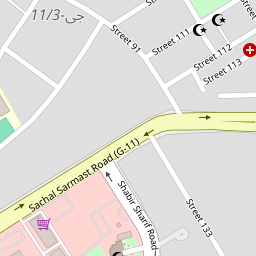 جی-11/3
Street 91
Street 111
Street 112
Street 113
Sachal Sarmast Road (G-11)
Shabir Sharif Road
Street 133